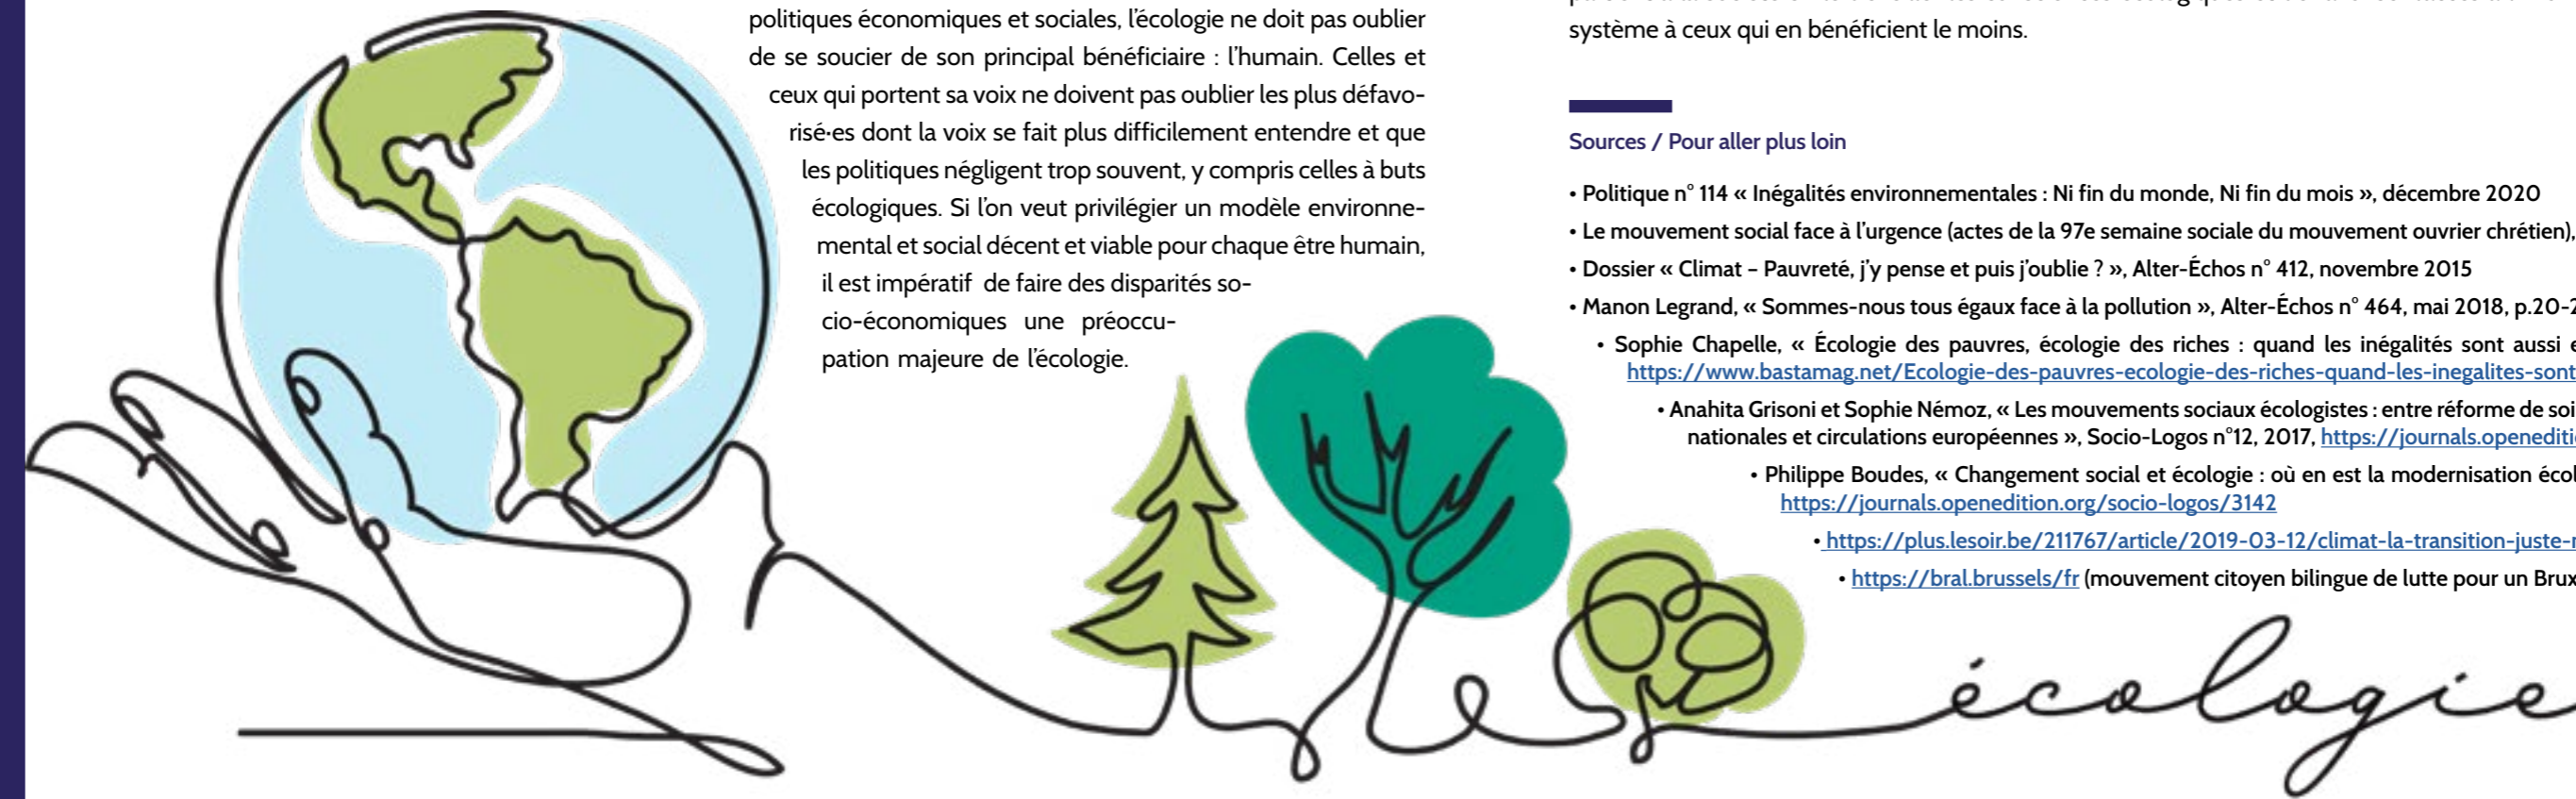 politiques économiques et sociales, l'écologie ne doit pas oublier
de se soucier de son principal bénéficiaire : l'humain. Celles et
ceux qui portent sa voix ne doivent pas oublier les plus défavo-
risé·es dont la voix se fait plus difficilement entendre et que
les politiques négligent trop souvent, y compris celles à buts
écologiques. Si l'on veut privilégier un modèle environne-
mental et social décent et viable pour chaque être humain,
il est impératif de faire des disparités so-
cio-économiques une préoccu-
pation majeure de l'écologie.
système à ceux qui en bénéficient le moins.
Sources / Pour aller plus loin
• Politique n° 114 « Inégalités environnementales : Ni fin du monde, Ni fin du mois », décembre 2020
• Le mouvement social face à l'urgence (actes de la 97e semaine sociale du mouvement ouvrier chrétien),
• Dossier « Climat – Pauvreté, j'y pense et puis j'oublie ? », Alter-Échos n° 412, novembre 2015
• Manon Legrand, « Sommes-nous tous égaux face à la pollution », Alter-Échos n° 464, mai 2018, p.20-2
• Sophie Chapelle, « Écologie des pauvres, écologie des riches : quand les inégalités sont aussi
https://www.bastamag.net/Ecologie-des-pauvres-ecologie-des-riches-quand-les-inegalites-sont
• Anahita Grisoni et Sophie Némoz, « Les mouvements sociaux écologistes : entre réforme de soi
nationales et circulations européennes », Socio-Logos n°12, 2017, https://journals.openediti
• Philippe Boudes, « Changement social et écologie : où en est la modernisation écol
https://journals.openedition.org/socio-logos/3142
• https://plus.lesoir.be/211767/article/2019-03-12/climat-la-transition-juste-
• https://bral.brussels/fr (mouvement citoyen bilingue de lutte pour un Brux
écologie